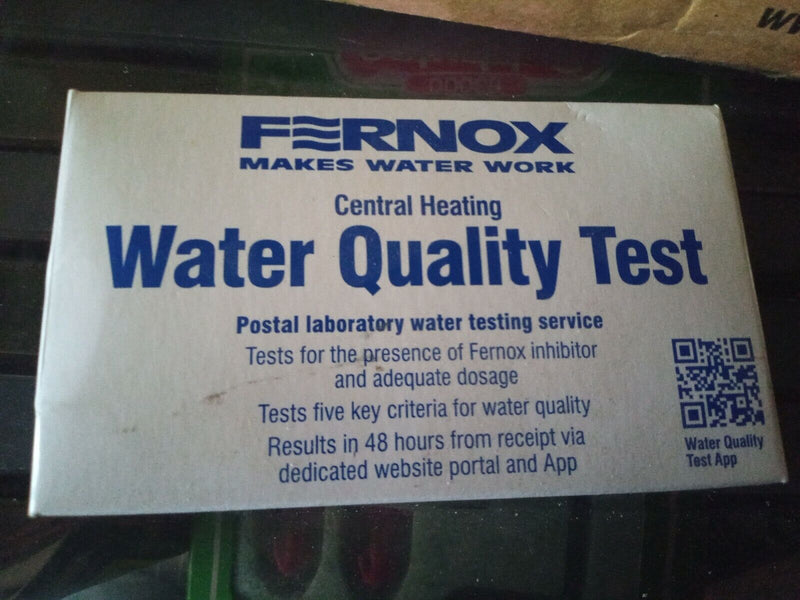 FERNOX
MAKES WATER WORK
Central Heating
Water Quality Test
Postal laboratory water testing service
Tests for the presence of Fernox inhibitor
and adequate dosage
Tests five key criteria for water quality
Results in 48 hours from receipt via
dedicated website portal and App
Water Quality
Test App